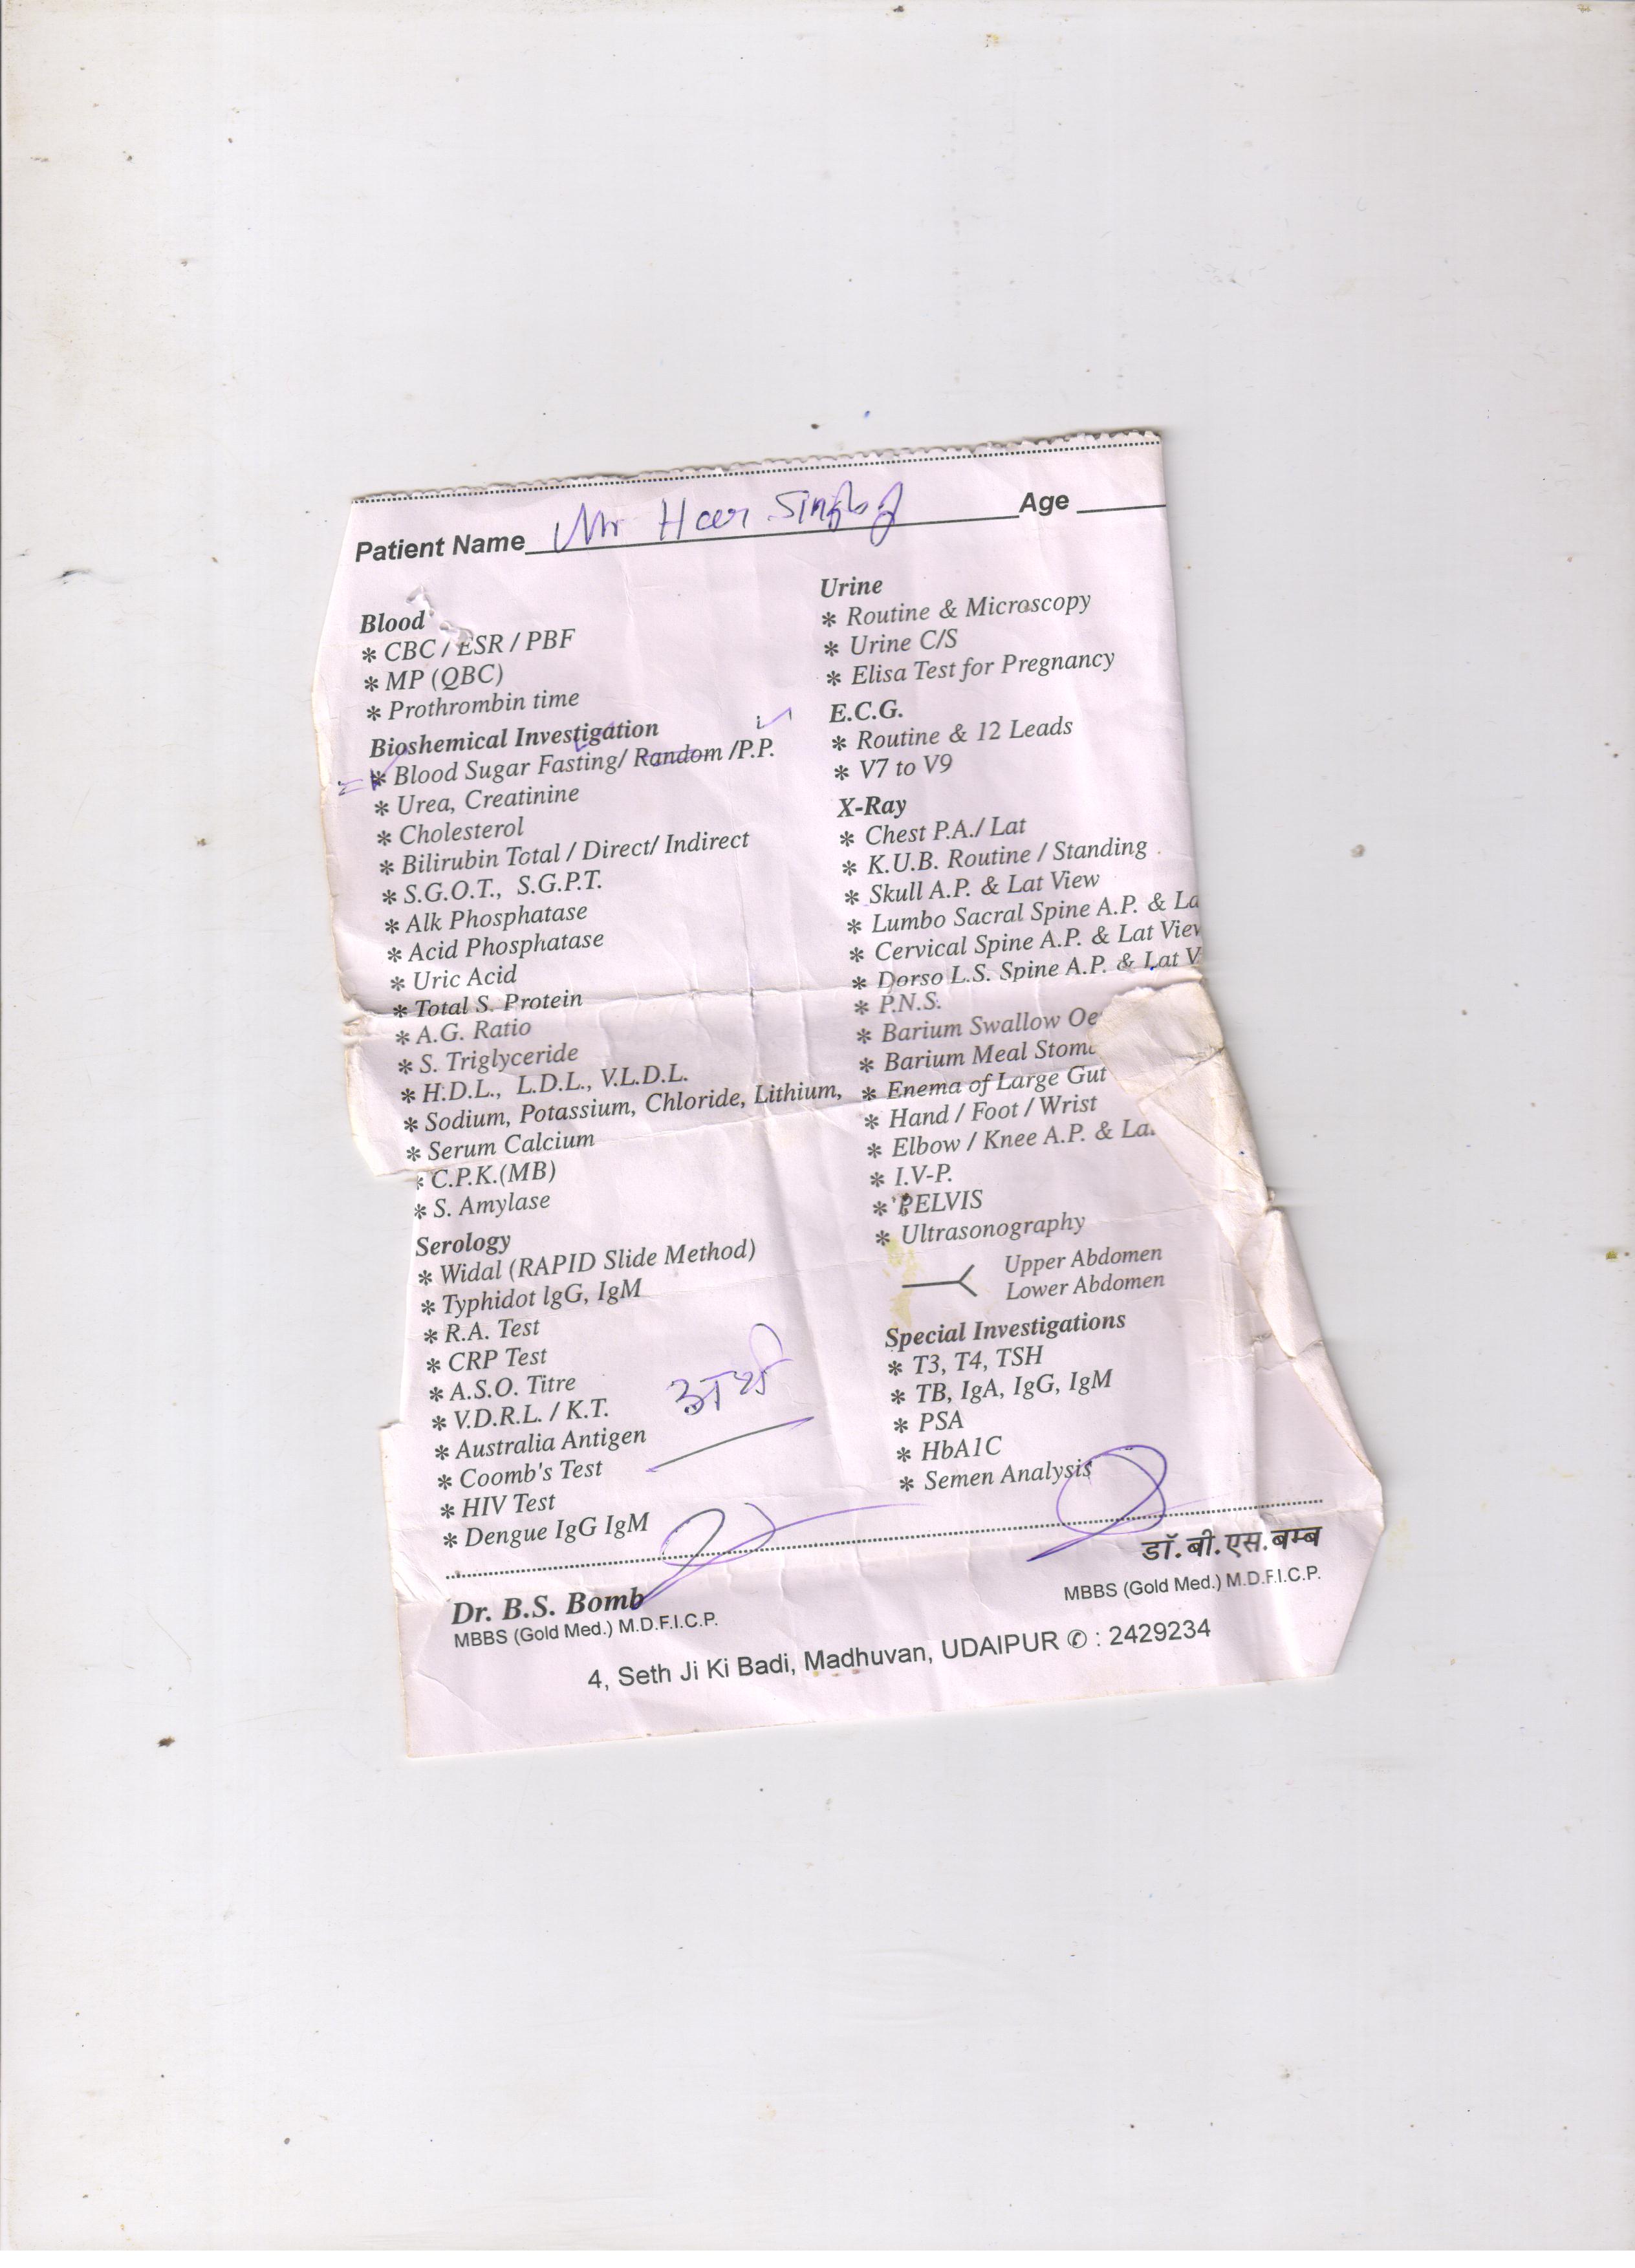 Patient Name Mr Singh Age
Blood
* CBC / ESR / PBF
* MP (QBC)
* Prothrombin time
Bioshemical Investigation
* Blood Sugar Fasting/ Random /P.P.
* Urea, Creatinine
* Cholesterol
* Bilirubin Total / Direct/ Indirect
* S.G.O.T., S.G.P.T.
* Alk Phosphatase
* Acid Phosphatase
* Uric Acid
* Total S. Protein
* A.G. Ratio
* S. Triglyceride
* H.D.L., L.D.L., V.L.D.L.
* Sodium, Potassium, Chloride, Lithium,
* Serum Calcium
* C.P.K.(MB)
* S. Amylase
Serology
* Widal (RAPID Slide Method)
* Typhidot lgG, IgM
* R.A. Test
* CRP Test
* A.S.O. Titre
* V.D.R.L. / K.T.
* Australia Antigen
* Coomb's Test
* HIV Test
* Dengue IgG IgM
Urine
* Routine & Microscopy
* Urine C/S
* Elisa Test for Pregnancy
E.C.G.
* Routine & 12 Leads
* V7 to V9
X-Ray
* Chest P.A./ Lat
* K.U.B. Routine / Standing
* Skull A.P. & Lat View
* Lumbo Sacral Spine A.P. & La
* Cervical Spine A.P. & Lat View
* Dorso L.S. Spine A.P. & Lat V
* P.N.S.
* Barium Swallow Oe
* Barium Meal Stom
* Enema of Large Gut
* Hand / Foot / Wrist
* Elbow / Knee A.P. & La
* I.V-P.
* PELVIS
* Ultrasonography
Upper Abdomen
Lower Abdomen
Special Investigations
* T3, T4, TSH
* TB, IgA, IgG, IgM
* PSA
* HbA1C
* Semen Analysis
Dr. B.S. Bomb
MBBS (Gold Med.) M.D.F.I.C.P.
डॉ. बी. एस. बम्ब
MBBS (Gold Med.) M.D.F.I.C.P.
4, Seth Ji Ki Badi, Madhuvan, UDAIPUR ✆ : 2429234